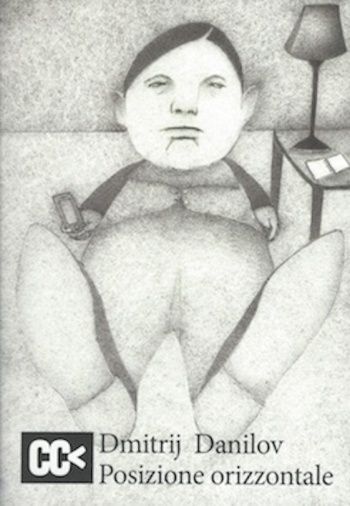 CC<
Dmitrij Danilov
Posizione orizzontale